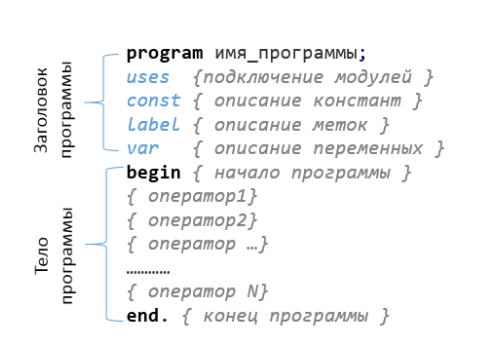 Заголовок
программы
program имя_программы;
uses {подключение модулей }
const { описание констант }
Label { описание меток }
var { описание переменных }
Тело
программы
begin { начало программы }
{ оператор1}
{ оператор2}
{ оператор …}
…………
{ оператор N}
end. { конец программы }